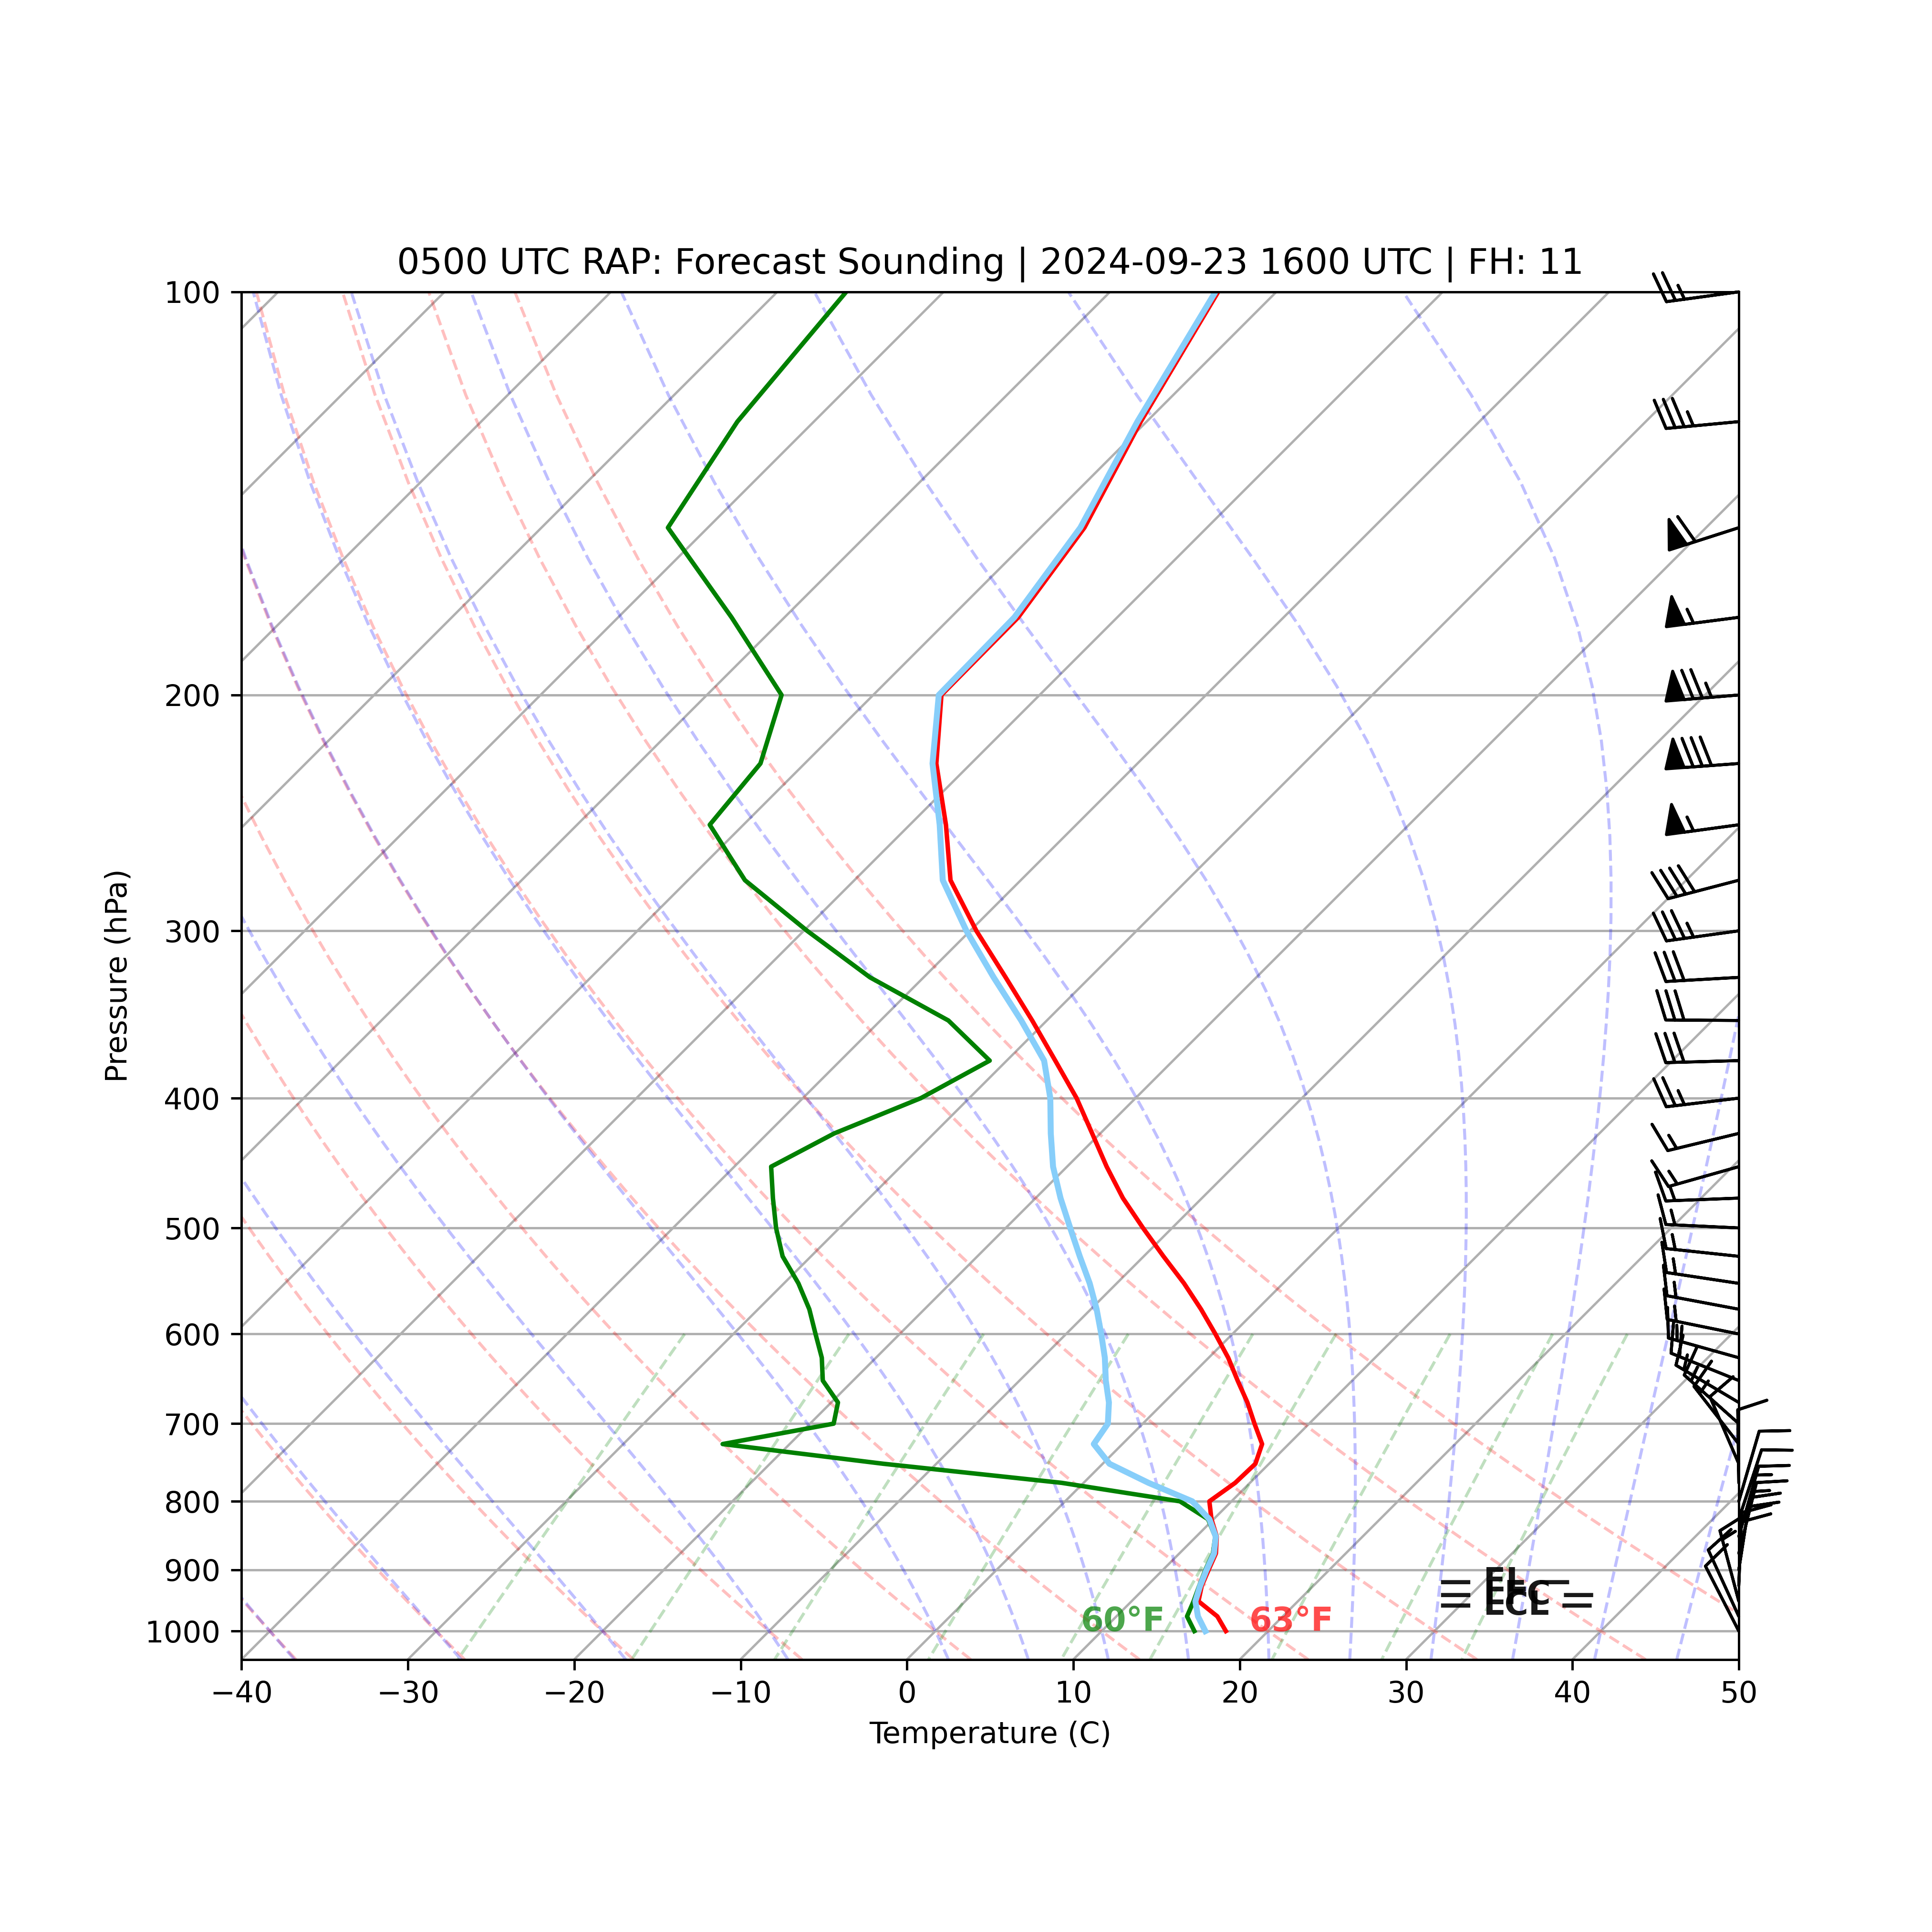 0500 UTC RAP: Forecast Sounding | 2024-09-23 1600 UTC | FH: 11
100
200
300
400
500
600
700
800
900
1000
Pressure (hPa)
60°F 63°F
−40 −30 −20 −10 0 10 20 30 40 50
Temperature (C)